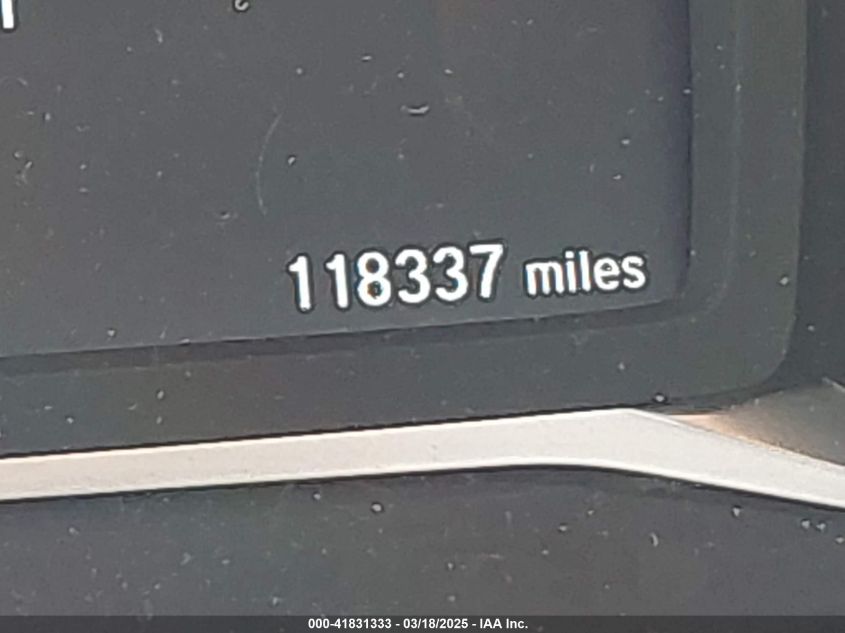 118337 miles
000-41831333 - 03/18/2025 - IAA Inc.